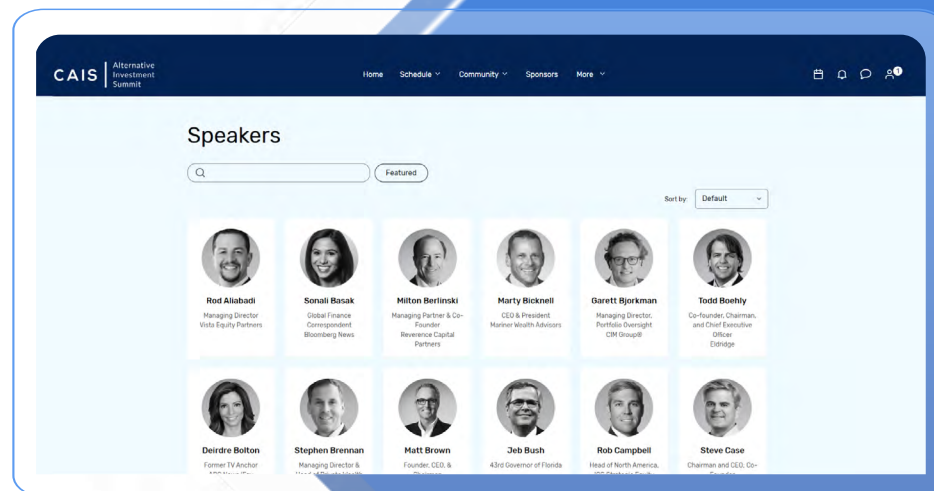 CAIS
Alternative
Investment
Summit
Home Schedule Community Sponsors More
1
Speakers
Featured
Sort by: Default
Rod Aliabadi
Managing Director
Vista Equity Partners
Sonali Basak
Global Finance
Correspondent
Bloomberg News
Milton Berlinski
Managing Partner & Co-
Founder
Reverence Capital
Partners
Marty Bicknell
CEO & President
Mariner Wealth Advisors
Garett Bjorkman
Managing Director,
Portfolio Oversight
CIM Group®
Todd Boehly
Co-founder, Chairman,
and Chief Executive
Officer
Eldridge
Deirdre Bolton
Former TV Anchor
Stephen Brennan
Managing Director &
Matt Brown
Founder, CEO, &
Jeb Bush
43rd Governor of Florida
Rob Campbell
Head of North America,
Steve Case
Chairman and CEO, Co-